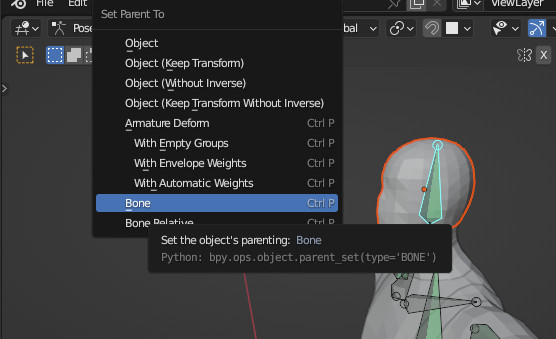 Blender
Set Parent To
ViewLayer
Pose
bal
X
Object
Object (Keep Transform)
Object (Without Inverse)
Object (Keep Transform Without Inverse)
Armature Deform Ctrl P
With Empty Groups Ctrl P
With Envelope Weights Ctrl P
With Automatic Weights Ctrl P
Bone Ctrl P
Bone Relative Ctrl P
Set the object's parenting: Bone
Python: bpy.ops.object.parent_set(type='BONE')